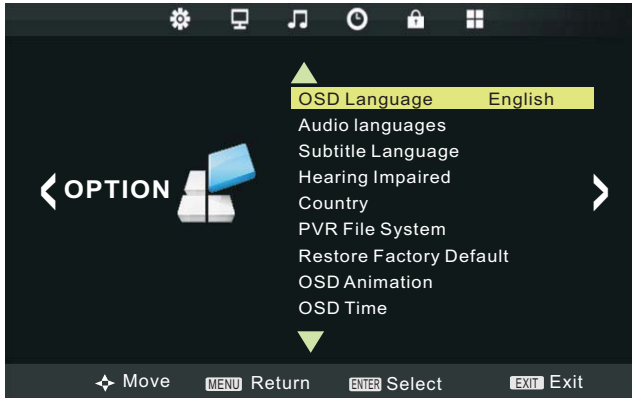 OSD Language English
Audio languages
Subtitle Language
Hearing Impaired
OPTION
Country
PVR File System
Restore Factory Default
OSD Animation
OSD Time
Move MENU Return ENTER Select EXIT Exit